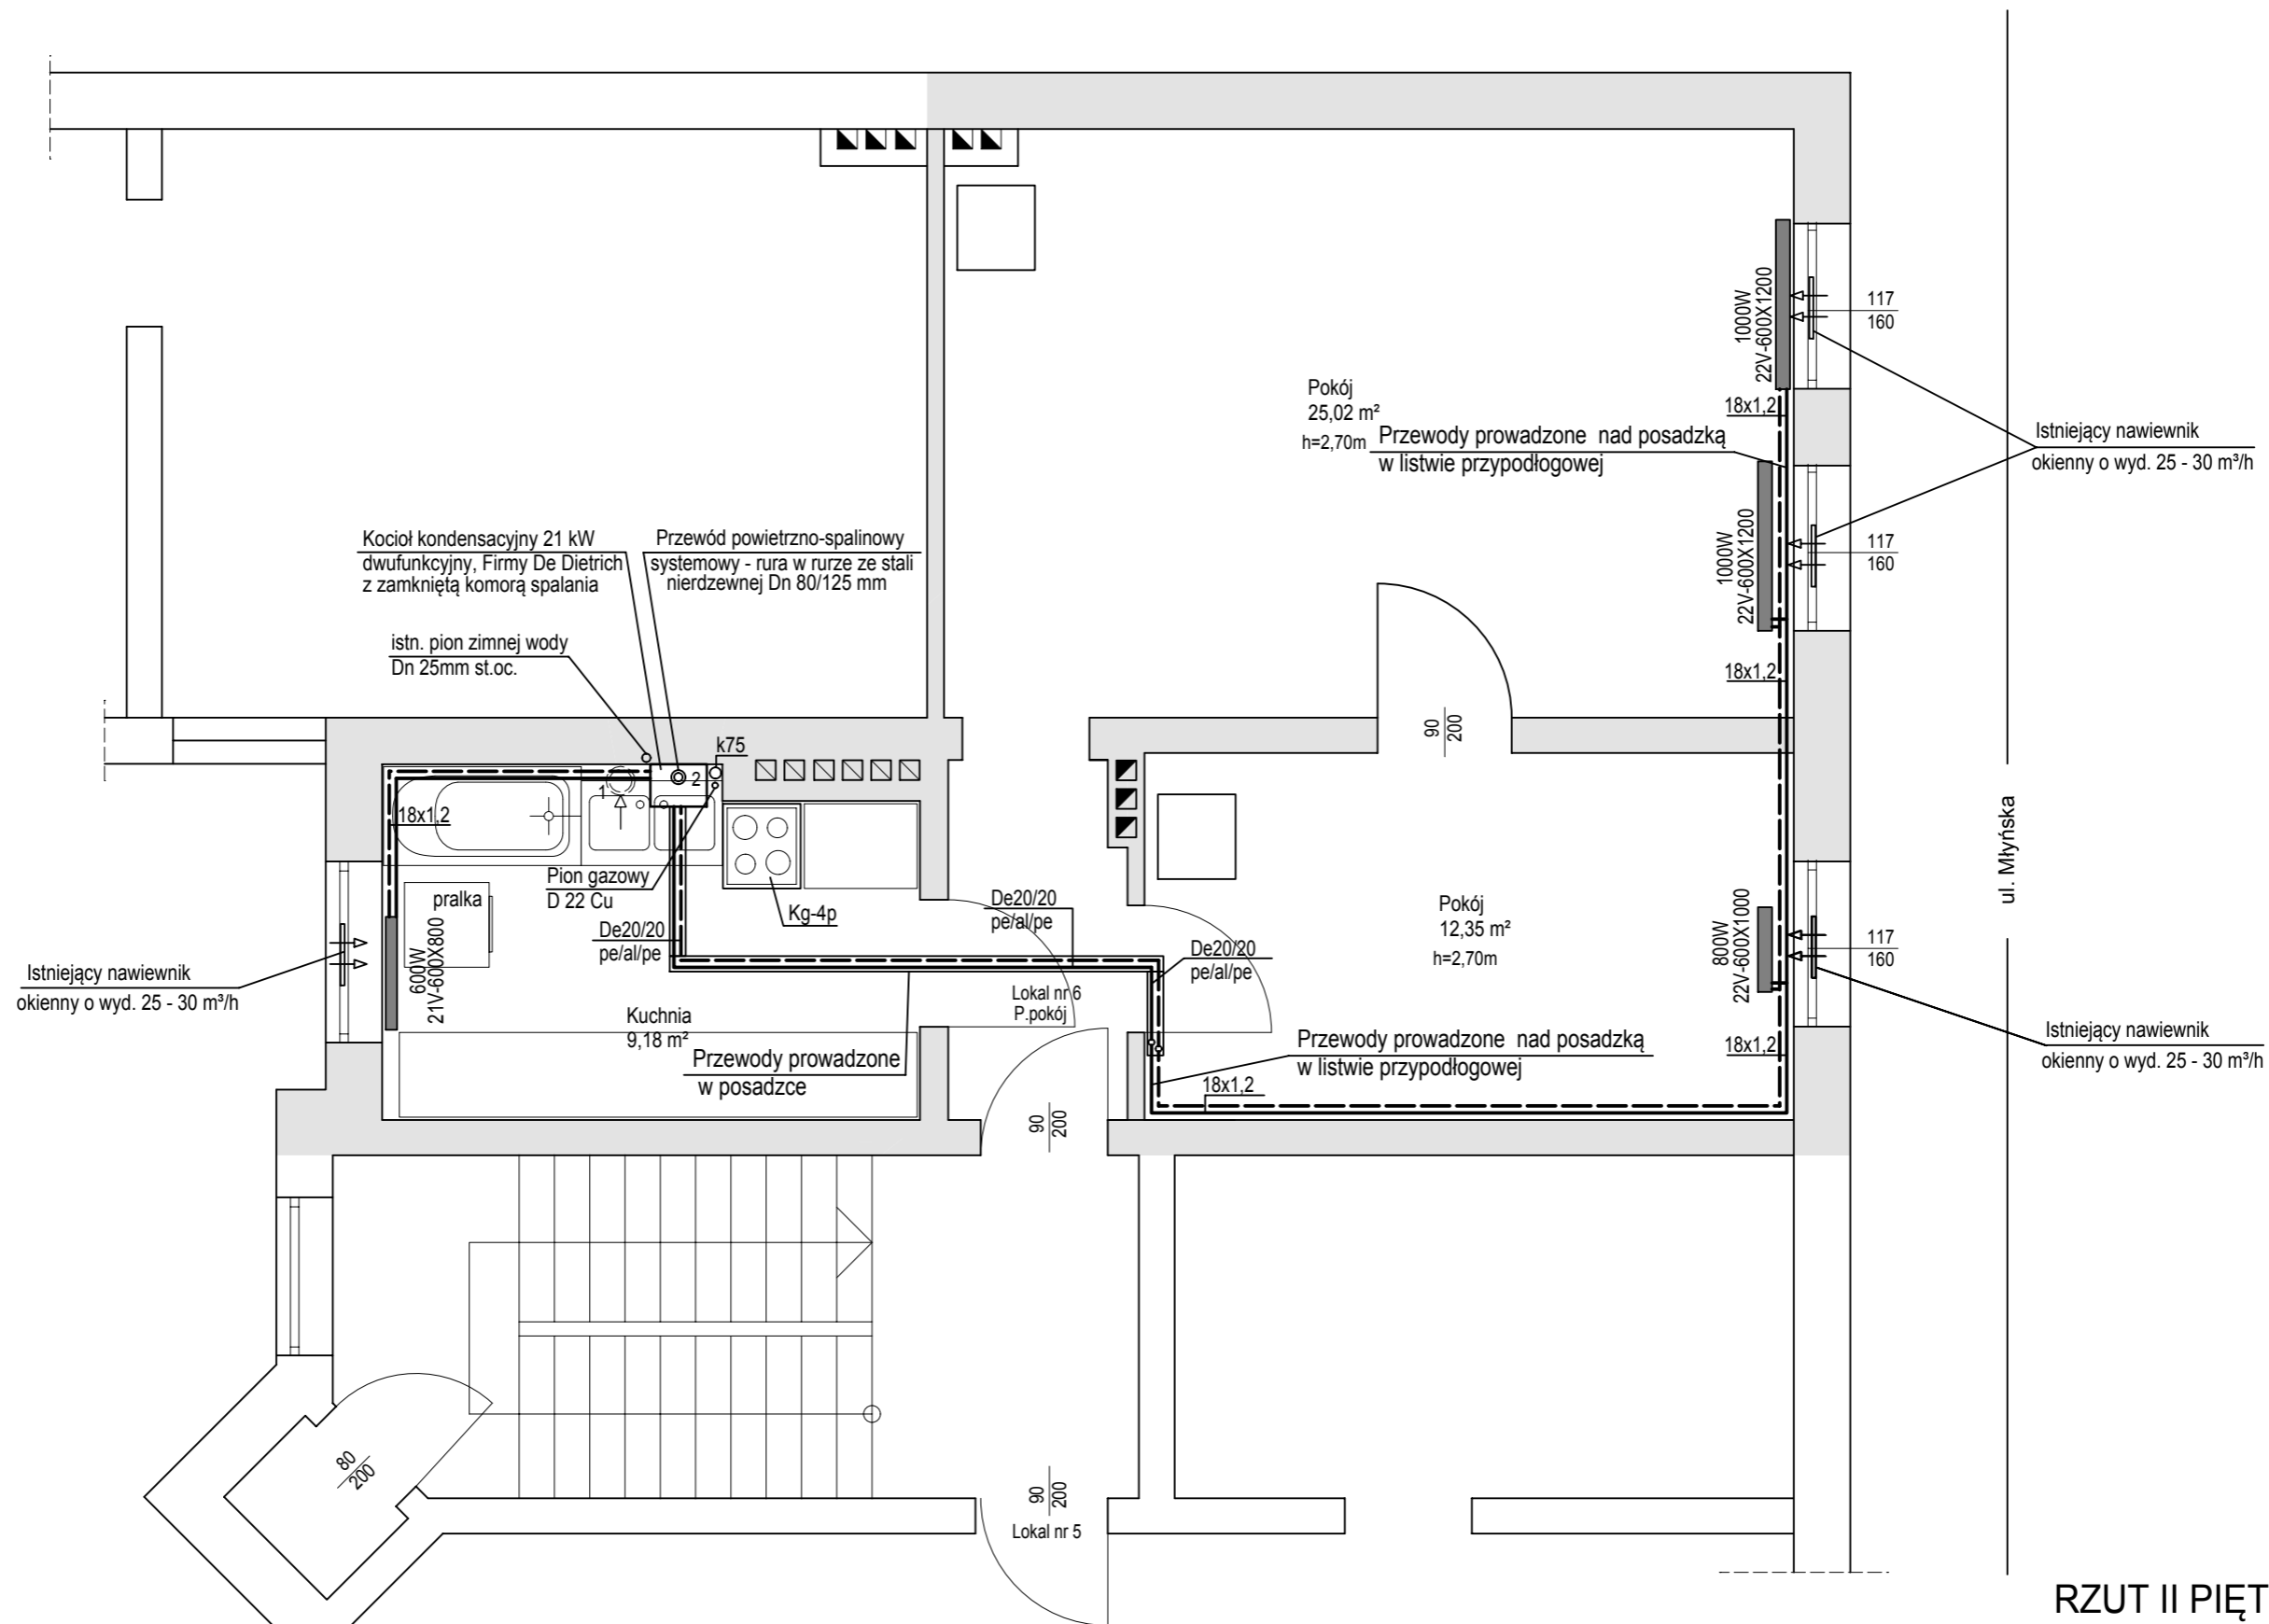 1000W
22V-600X1200
117
160
Pokój
25,02 m²
h=2,70m
Przewody prowadzone nad posadzką
w listwie przypodłogowej
18x1,2
Istniejący nawiewnik
okienny o wyd. 25 - 30 m³/h
1000W
22V-600X1200
117
160
Kocioł kondensacyjny 21 kW
dwufunkcyjny, Firmy De Dietrich
z zamkniętą komorą spalania
Przewód powietrzno-spalinowy
systemowy - rura w rurze ze stali
nierdzewnej Dn 80/125 mm
istn. pion zimnej wody
Dn 25mm st.oc.
18x1,2
90
200
k75
1
2
18x1,2
ul. Młyńska
Pion gazowy
D 22 Cu
pralka
Kg-4p
De20/20
pe/al/pe
De20/20
pe/al/pe
De20/20
pe/al/pe
Pokój
12,35 m²
h=2,70m
800W
22V-600X1000
117
160
600W
21V-600X800
Istniejący nawiewnik
okienny o wyd. 25 - 30 m³/h
Lokal nr 6
P.pokój
Kuchnia
9,18 m²
Przewody prowadzone
w posadzce
Przewody prowadzone nad posadzką
w listwie przypodłogowej
18x1,2
18x1,2
Istniejący nawiewnik
okienny o wyd. 25 - 30 m³/h
90
200
80
200
90
200
Lokal nr 5
RZUT II PIĘT